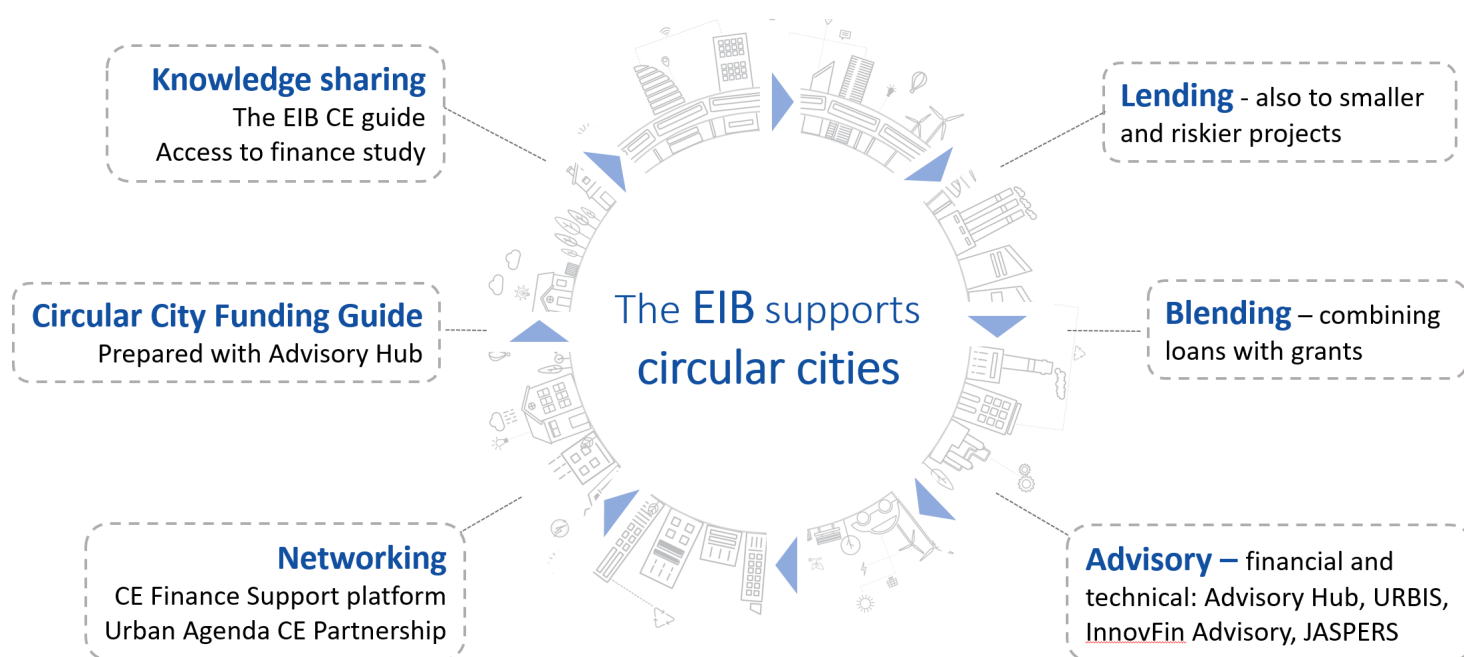 Knowledge sharing
The EIB CE guide
Access to finance study
Lending - also to smaller
and riskier projects
Circular City Funding Guide
Prepared with Advisory Hub
The EIB supports
circular cities
Blending – combining
loans with grants
Networking
CE Finance Support platform
Urban Agenda CE Partnership
Advisory – financial and
technical: Advisory Hub, URBIS,
InnovFin Advisory, JASPERS